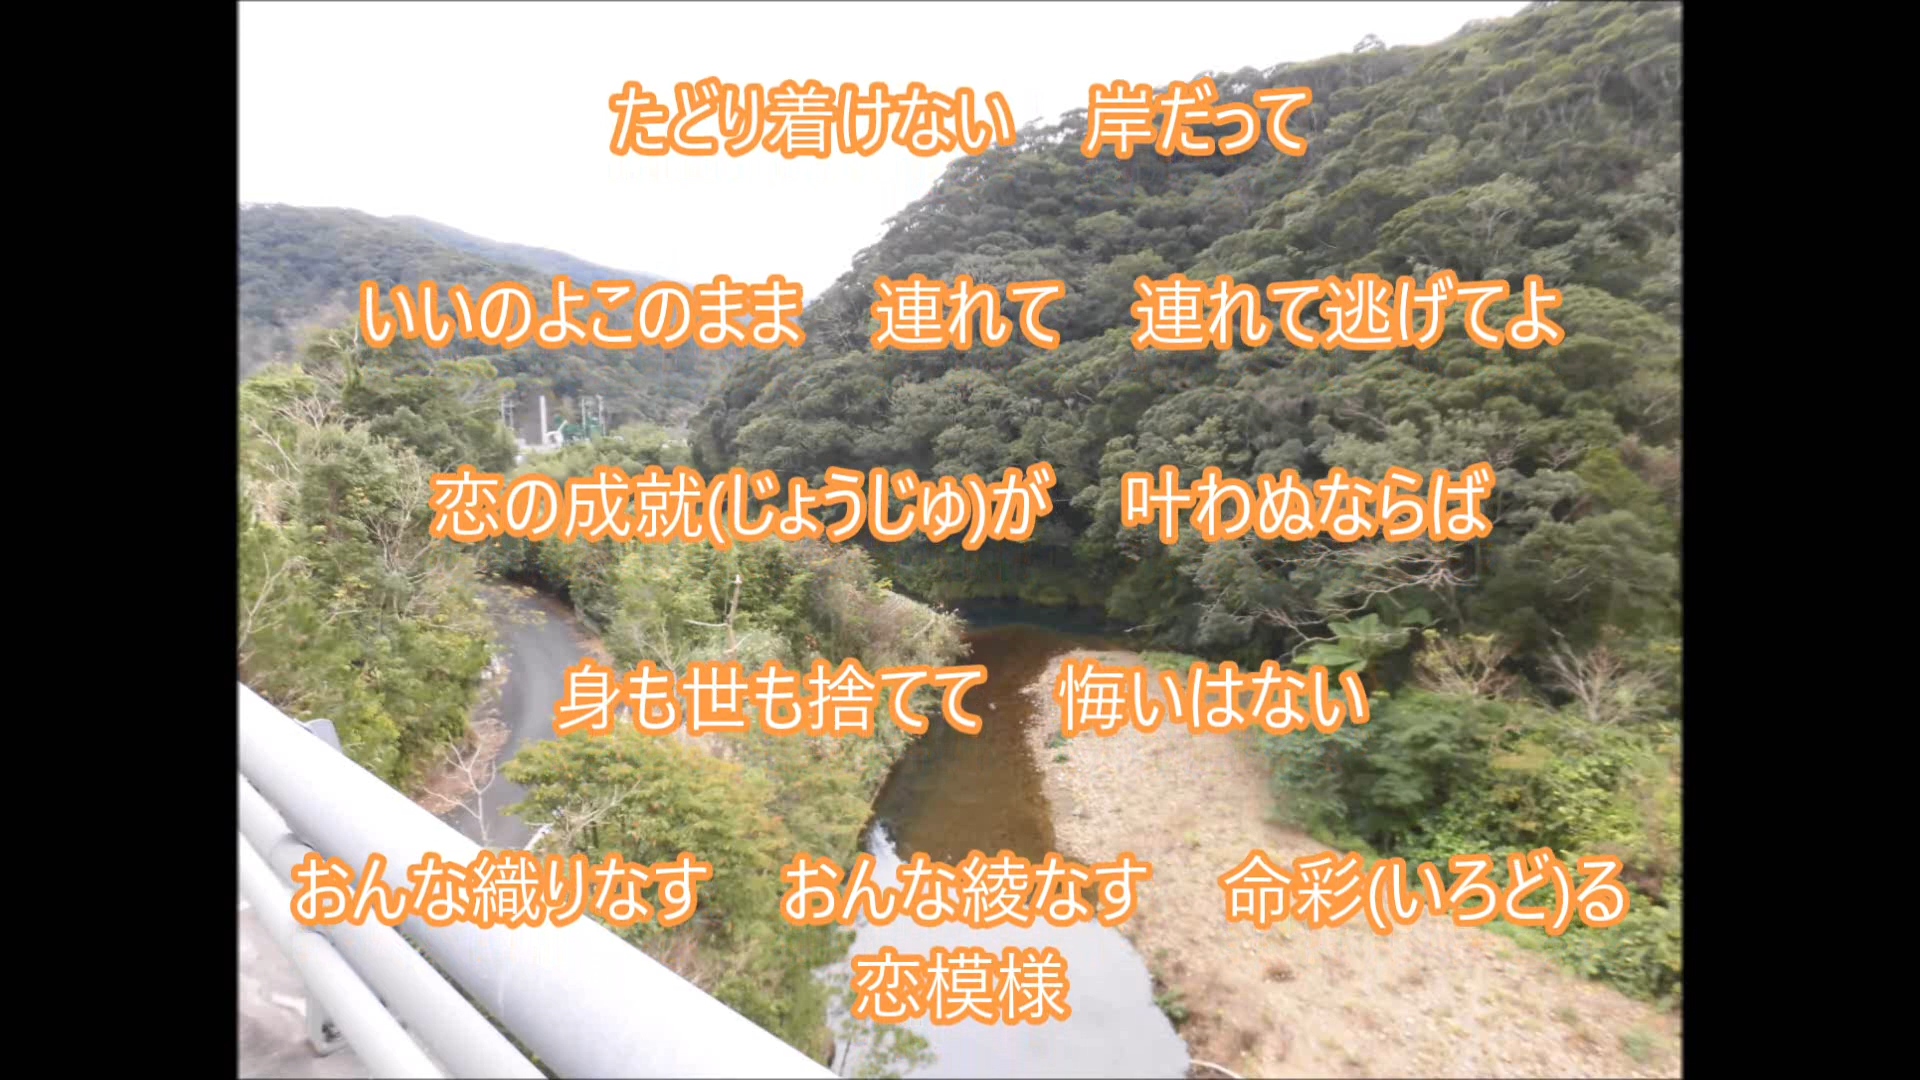 たどり着けない　岸だって
いいのよこのまま　連れて　連れて逃げてよ
恋の成就(じょうじゅ)が　叶わぬならば
身も世も捨てて　悔いはない
おんな織りなす　おんな綾なす　命彩(いろど)る
恋模様